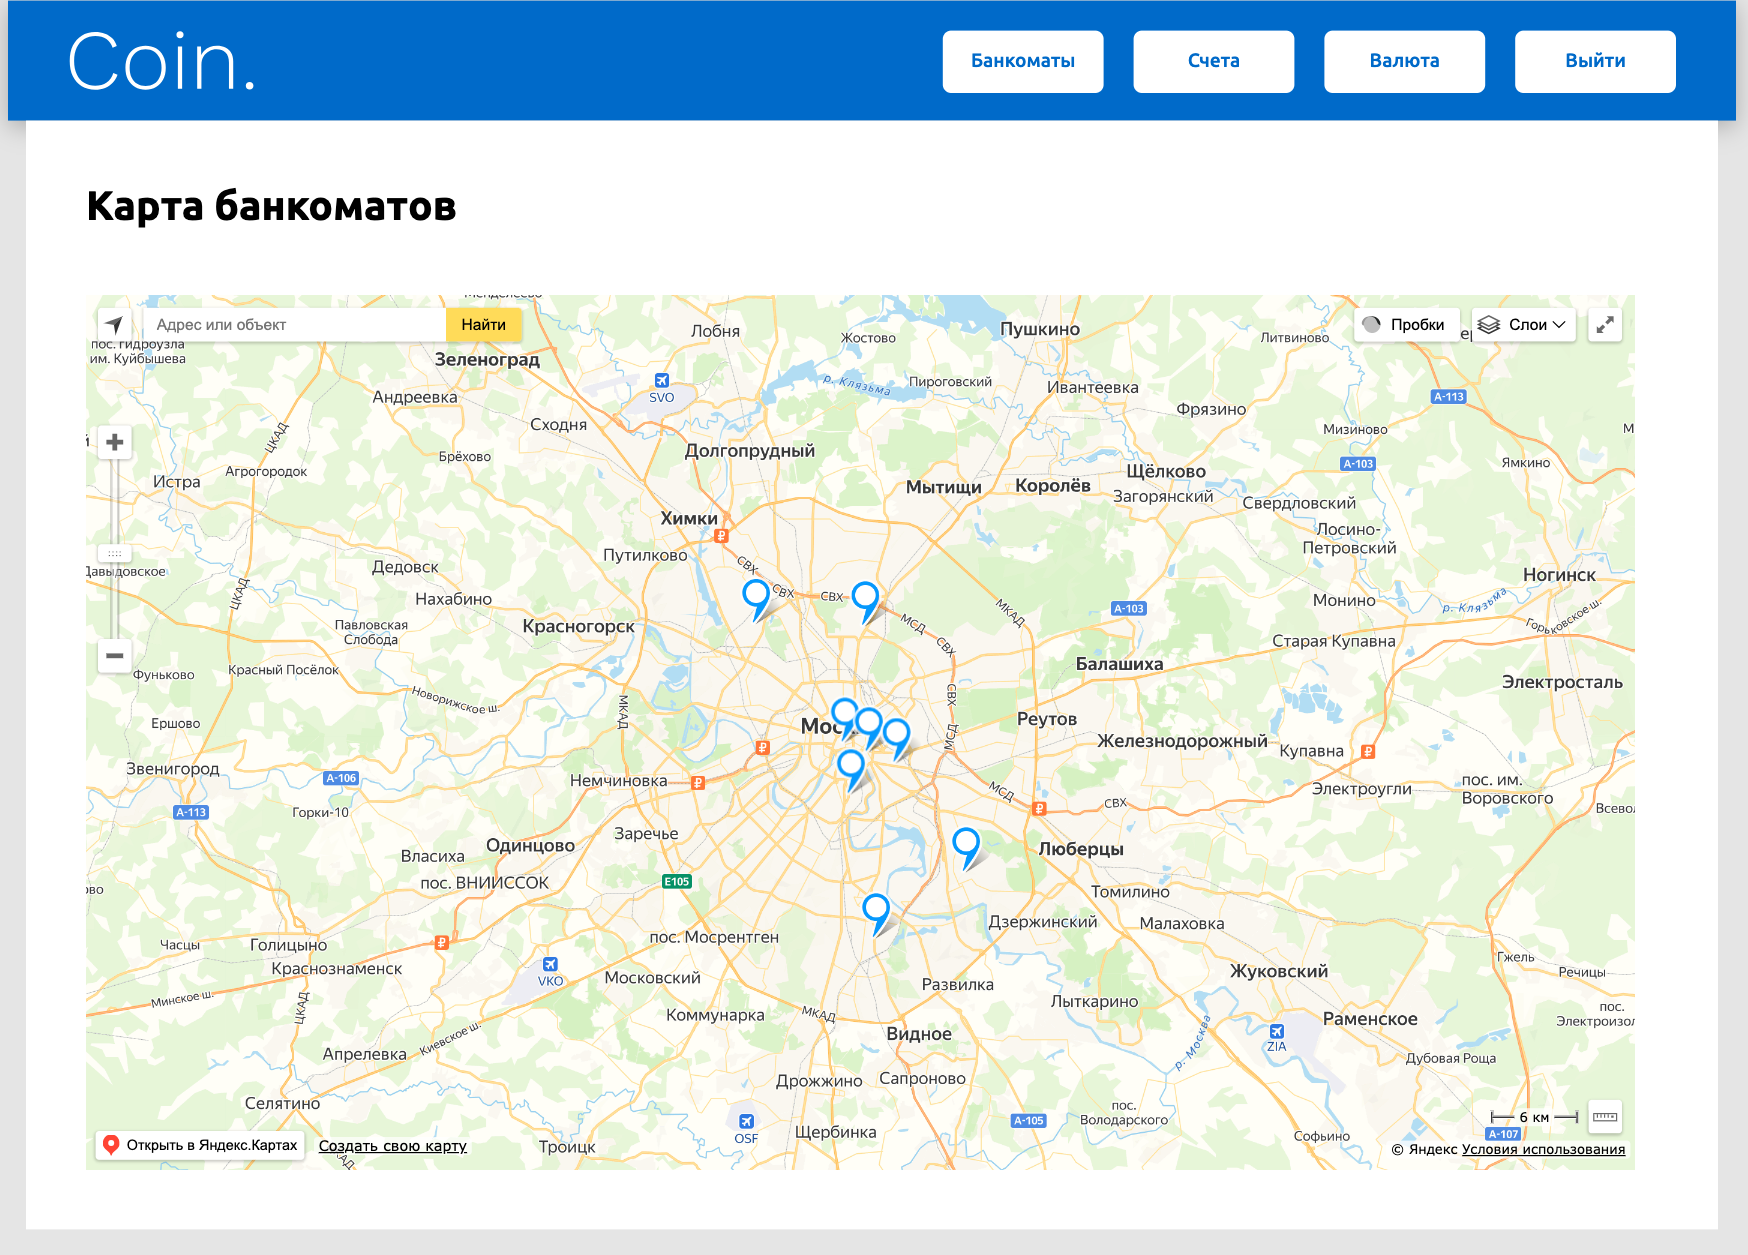 Coin.
Банкоматы
Счета
Валюта
Выйти
Карта банкоматов
Адрес или объект
Найти
Пробки
Слои
Лобня
Пушкино
Жостово
Литвиново
пос. гидроузла
им. Куйбышева
Зеленоград
SVO
р. Клязьма
Пироговский
Ивантеевка
Андреевка
А-113
Фрязино
Сходня
Мизиново
Долгопрудный
Брёхово
Агрогородок
ЦКАД
Истра
Мытищи
Королёв
Щёлково
Загорянский
А-103
Ямкино
Свердловский
Химки
Лосино-
Петровский
Путилково
Дедовск
Давыдовское
Нахабино
ЦКАД
СВХ
СВХ
СВХ
МСД
СВХ
МКАД
А-103
Монино
Ногинск
р. Клязьма
Горьковское ш.
Павловская
Слобода
Красногорск
Старая Купавна
Балашиха
Фуньково
Красный Посёлок
Электросталь
Новорижское ш.
МКАД
СВХ
МСД
Ершово
Реутов
Железнодорожный
Купавна
Звенигород
А-106
Немчиновка
МСД
СВХ
Электроугли
пос. им.
Воровского
А-113
Горки-10
Заречье
Одинцово
Власиха
пос. ВНИИССОК
E105
Люберцы
Томилино
Дзержинский
Малаховка
Часцы
Голицыно
Краснознаменск
пос. Мосрентген
VKO
Московский
Развилка
Жуковский
Гжель
Речицы
Минское ш.
ЦКАД
Лыткарино
Коммунарка
МКАД
Видное
р. Москва
ZIA
Раменское
пос.
Киевское ш.
Апрелевка
Дубовая Роща
Дрожжино
Сапроново
Селятино
OSF
Щербинка
А-105
пос.
Володарского
6 км
А-107
Софьино
Троицк
Открыть в Яндекс.Картах
Создать свою карту
© Яндекс Условия использования